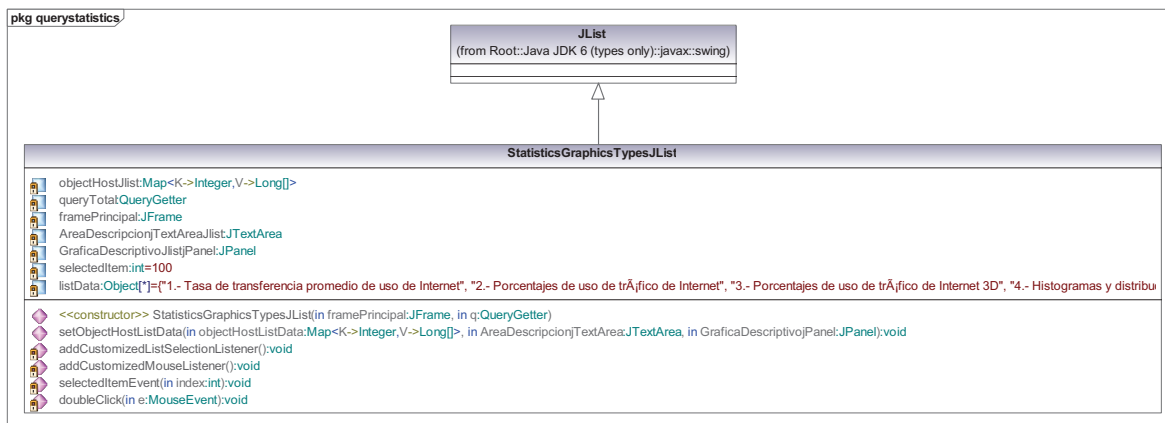 pkg querystatistics
JList
(from Root::Java JDK 6 (types only)::javax::swing)
StatisticsGraphicsTypesJList
objectHostJlist:Map<K->Integer,V->Long[]>
queryTotal:QueryGetter
framePrincipal:JFrame
AreaDescripcionjTextAreaJlist:JTextArea
GraficaDescriptivoJlistjPanel:JPanel
selectedItem:int=100
listData:Object[*]={"1.- Tasa de transferencia promedio de uso de Internet", "2.- Porcentajes de uso de trÃ¡fico de Internet", "3.- Porcentajes de uso de trÃ¡fico de Internet 3D", "4.- Histogramas y distribu
<<constructor>> StatisticsGraphicsTypesJList(in framePrincipal:JFrame, in q:QueryGetter)
setObjectHostListData(in objectHostListData:Map<K->Integer,V->Long[]>, in AreaDescripcionjTextArea:JTextArea, in GraficaDescriptivojPanel:JPanel):void
addCustomizedListSelectionListener():void
addCustomizedMouseListener():void
selectedItemEvent(in index:int):void
doubleClick(in e:MouseEvent):void